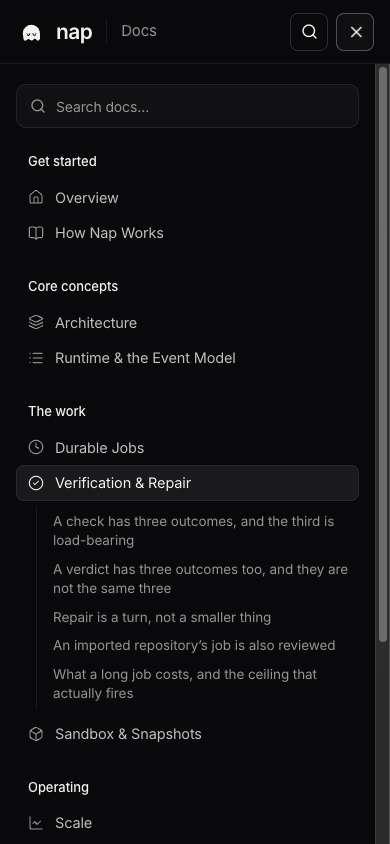 nap Docs
Search docs...
Get started
Overview
How Nap Works
Core concepts
Architecture
Runtime & the Event Model
The work
Durable Jobs
Verification & Repair
A check has three outcomes, and the third is
load-bearing
A verdict has three outcomes too, and they are
not the same three
Repair is a turn, not a smaller thing
An imported repository’s job is also reviewed
What a long job costs, and the ceiling that
actually fires
Sandbox & Snapshots
Operating
Scale